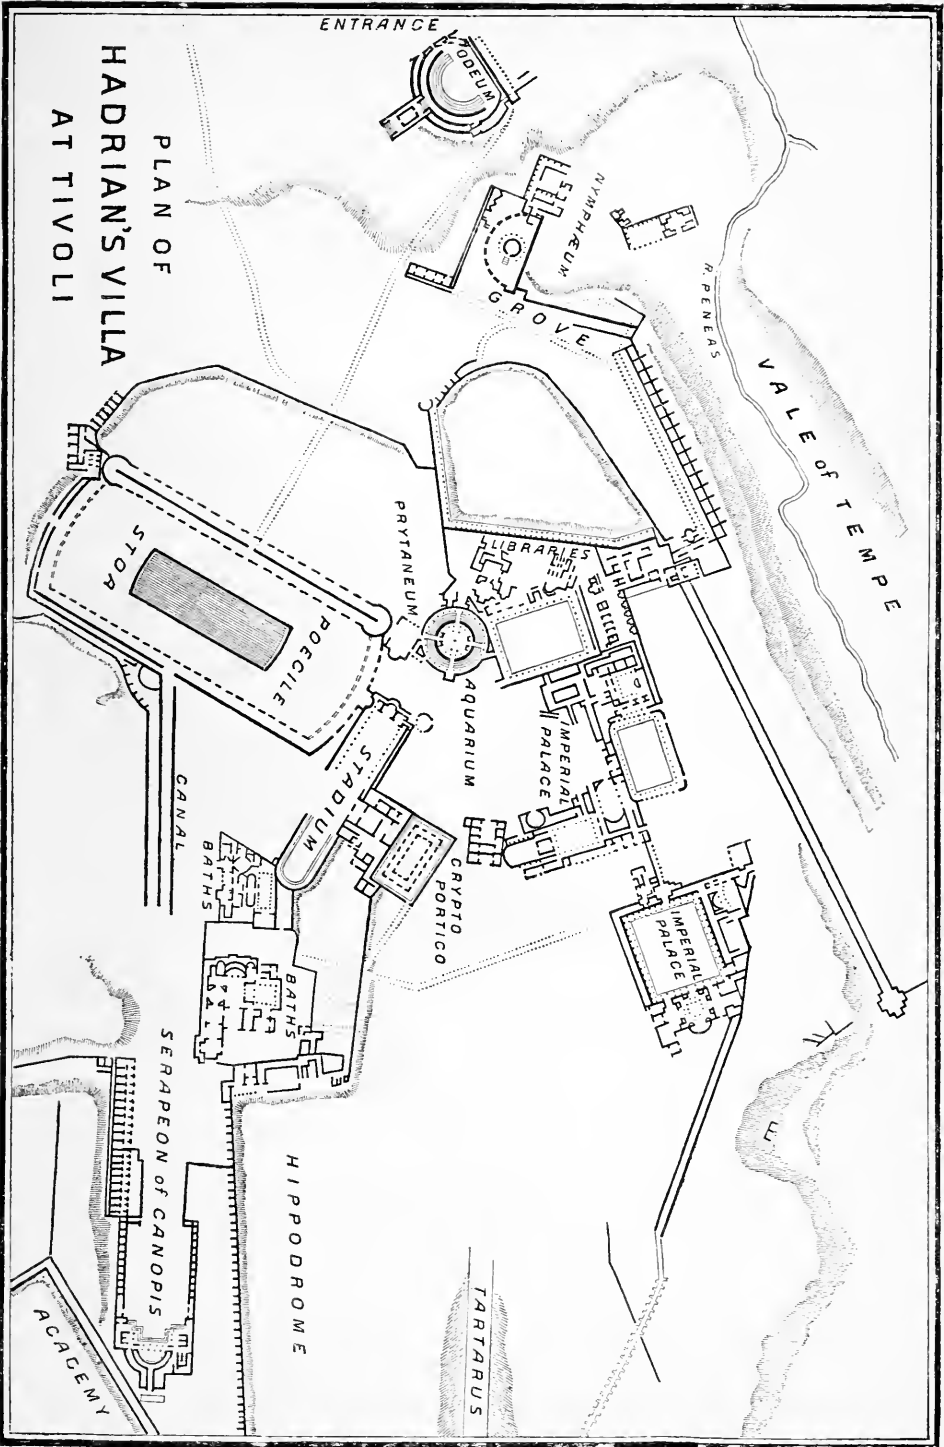 PLAN OF
HADRIAN'S VILLA
AT TIVOLI
ENTRANCE
ODEUM
NYMPHÆUM
GROVE
R. PENEAS
VALE of TEMPE
LIBRARIES
PRYTANEUM
STOA
POECILE
AQUARIUM
IMPERIAL
PALACE
STADIUM
CANAL
BATHS
CRYPTO
PORTICO
IMPERIAL
PALACE
BATHS
SERAPEON of CANOPIS
HIPPODROME
TARTARUS
ACACEMY
E